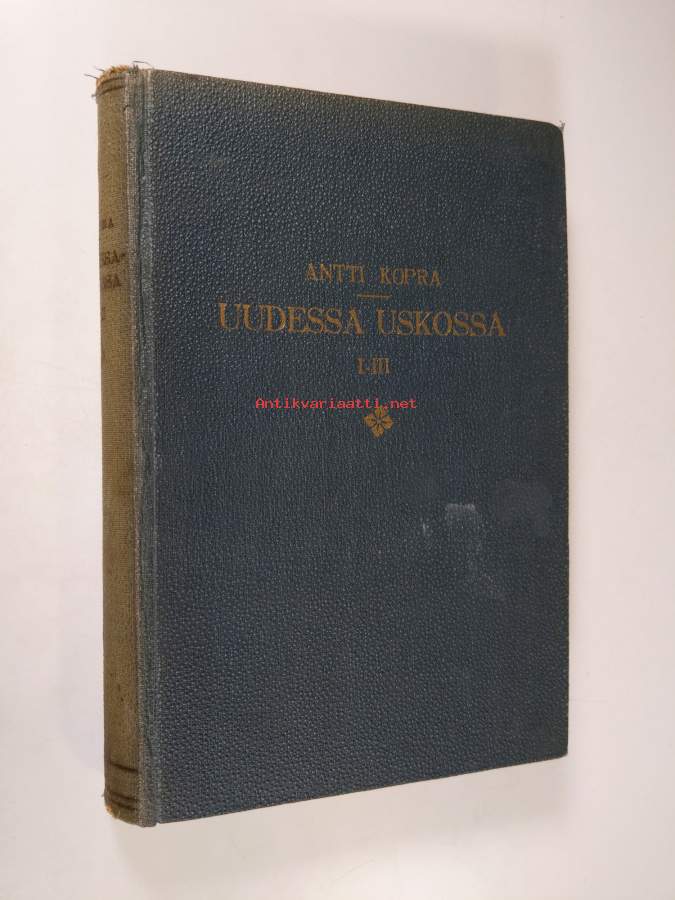 ANTTI KOPRA
UUDESSA USKOSSA
I-III
Antikvariaatti.net